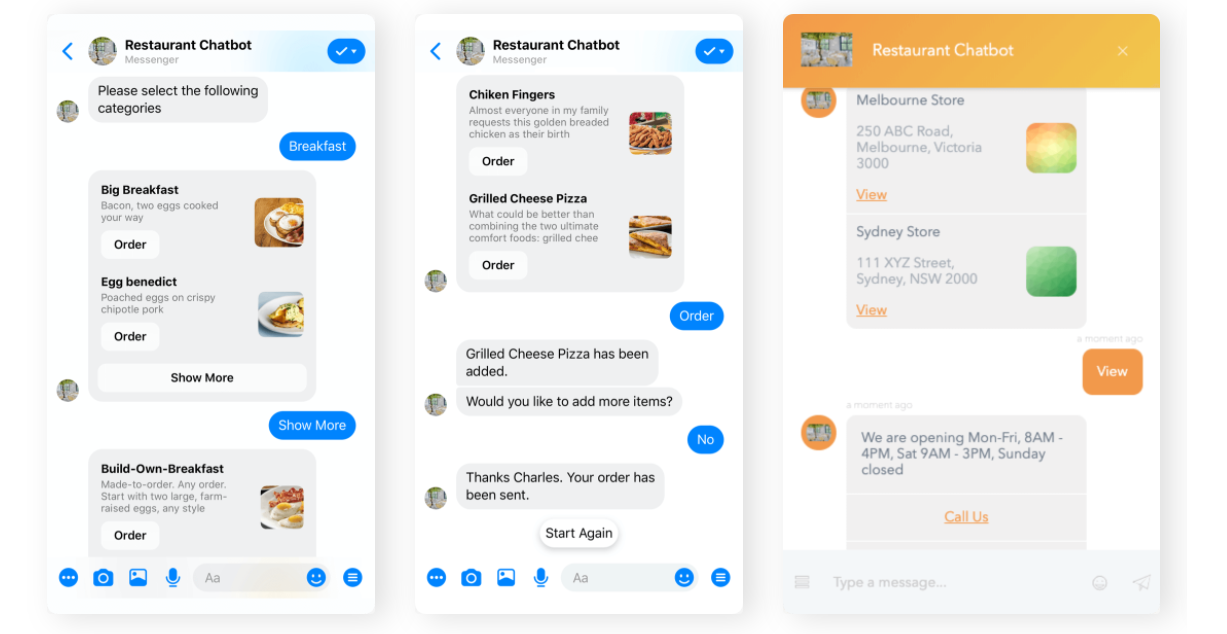 Restaurant Chatbot
Messenger
Please select the following
categories
Breakfast
Big Breakfast
Bacon, two eggs cooked
your way
Order
Egg benedict
Poached eggs on crispy
chipotle pork
Order
Show More
Show More
Build-Own-Breakfast
Made-to-order. Any order.
Start with two large, farm-
raised eggs, any style
Order
Aa
Restaurant Chatbot
Messenger
Chiken Fingers
Almost everyone in my family
requests this golden breaded
chicken as their birth
Order
Grilled Cheese Pizza
What could be better than
combining the two ultimate
comfort foods: grilled chee
Order
Order
Grilled Cheese Pizza has been
added.
Would you like to add more items?
No
Thanks Charles. Your order has
been sent.
Start Again
Aa
Restaurant Chatbot
Melbourne Store
250 ABC Road,
Melbourne, Victoria
3000
View
Sydney Store
111 XYZ Street,
Sydney, NSW 2000
View
a moment ago
View
a moment ago
We are opening Mon-Fri, 8AM -
4PM, Sat 9AM - 3PM, Sunday
closed
Call Us
Type a message...